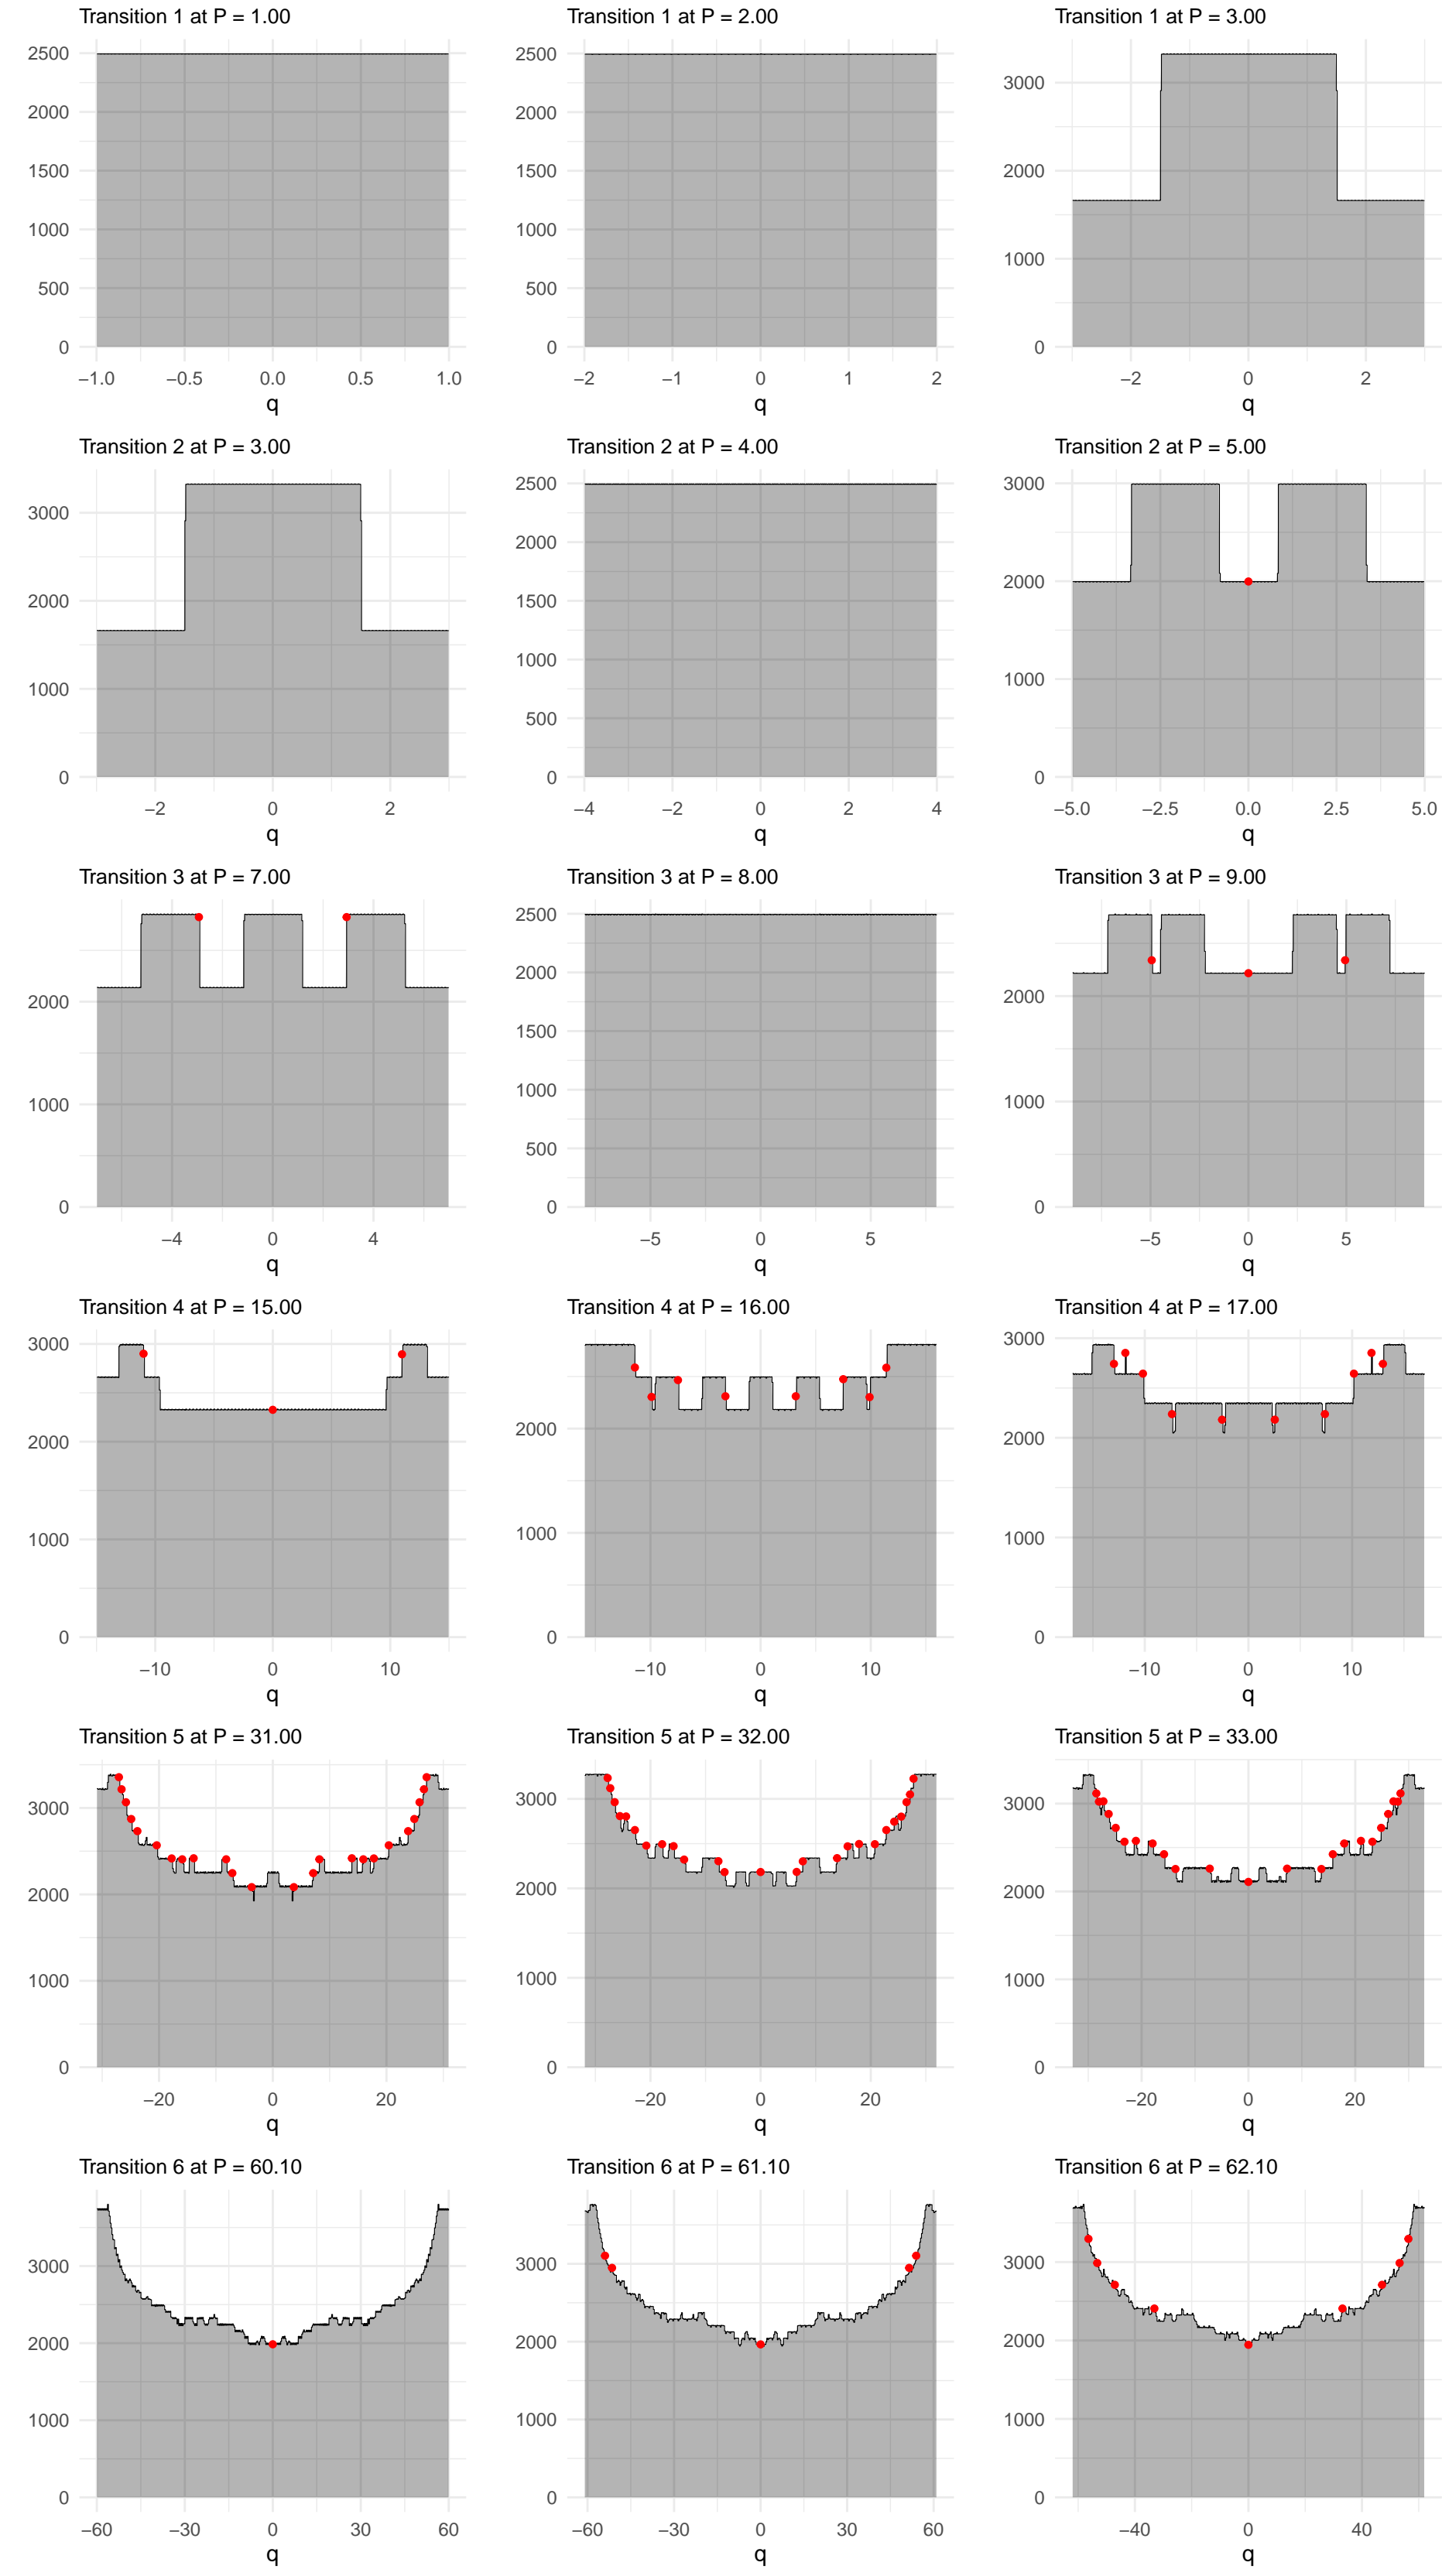 Transition 1 at P = 1.00
2500
2000
1500
1000
500
0
−1.0 −0.5 0.0 0.5 1.0
q
Transition 1 at P = 2.00
2500
2000
1500
1000
500
0
−2 −1 0 1 2
q
Transition 1 at P = 3.00
3000
2000
1000
0
−2 0 2
q
Transition 2 at P = 3.00
3000
2000
1000
0
−2 0 2
q
Transition 2 at P = 4.00
2500
2000
1500
1000
500
0
−4 −2 0 2 4
q
Transition 2 at P = 5.00
3000
2000
1000
0
−5.0 −2.5 0.0 2.5 5.0
q
Transition 3 at P = 7.00
2000
1000
0
−4 0 4
q
Transition 3 at P = 8.00
2500
2000
1500
1000
500
0
−5 0 5
q
Transition 3 at P = 9.00
2000
1000
0
−5 0 5
q
Transition 4 at P = 15.00
3000
2000
1000
0
−10 0 10
q
Transition 4 at P = 16.00
2000
1000
0
−10 0 10
q
Transition 4 at P = 17.00
3000
2000
1000
0
−10 0 10
q
Transition 5 at P = 31.00
3000
2000
1000
0
−20 0 20
q
Transition 5 at P = 32.00
3000
2000
1000
0
−20 0 20
q
Transition 5 at P = 33.00
3000
2000
1000
0
−20 0 20
q
Transition 6 at P = 60.10
3000
2000
1000
0
−60 −30 0 30 60
q
Transition 6 at P = 61.10
3000
2000
1000
0
−60 −30 0 30 60
q
Transition 6 at P = 62.10
3000
2000
1000
0
−40 0 40
q